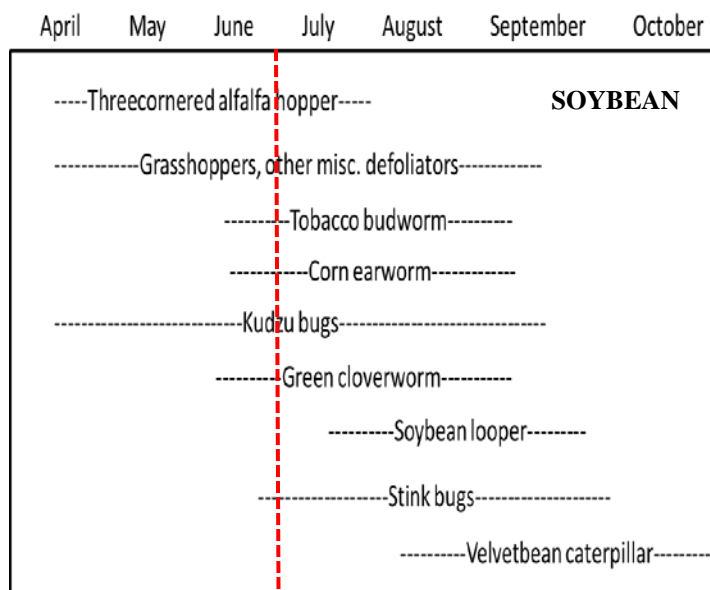 April May June July August September October
Threecornered alfalfa hopper SOYBEAN
Grasshoppers, other misc. defoliators
Tobacco budworm
Corn earworm
Kudzu bugs
Green cloverworm
Soybean looper
Stink bugs
Velvetbean caterpillar